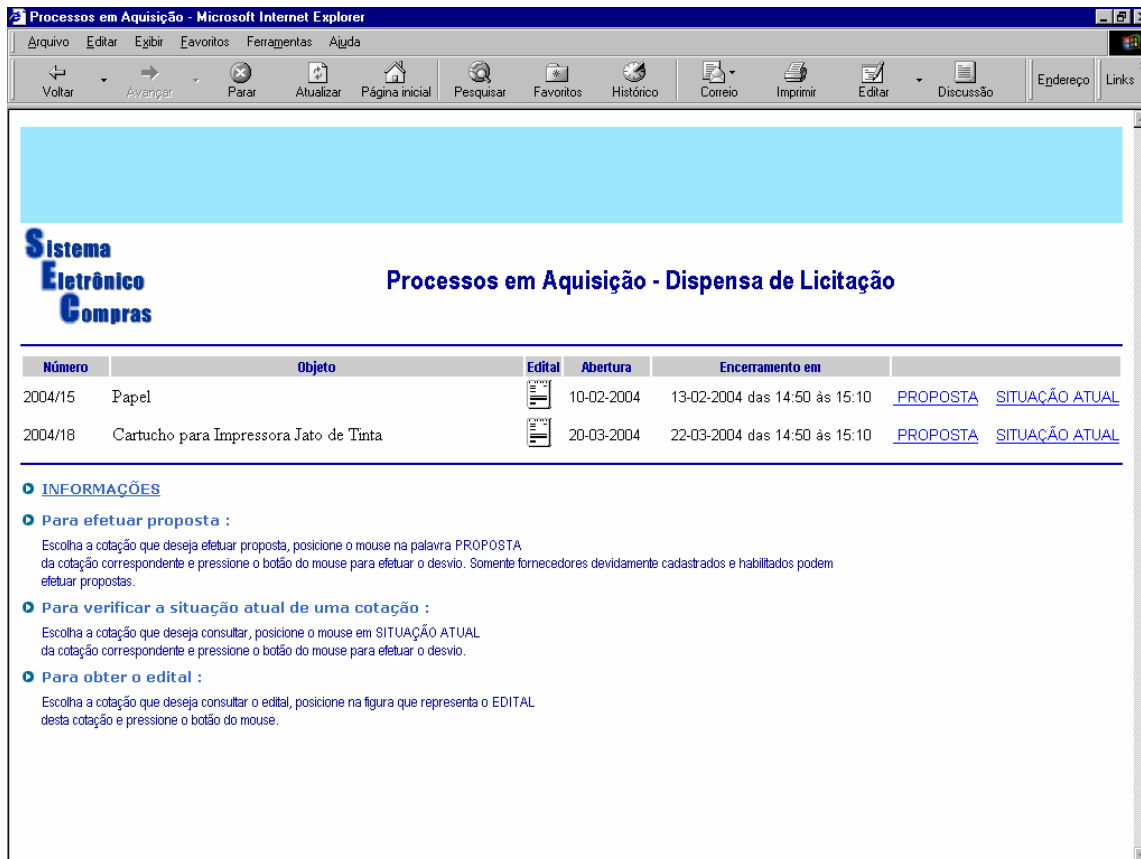 Processos em Aquisição - Microsoft Internet Explorer
Arquivo Editar Exibir Favoritos Ferramentas Ajuda
Voltar Avançar Parar Atualizar Página inicial Pesquisar Favoritos Histórico Correio Imprimir Editar Discussão Endereço Links
Sistema
Eletrônico
Compras
Processos em Aquisição - Dispensa de Licitação
Número Objeto Edital Abertura Encerramento em
2004/15 Papel 10-02-2004 13-02-2004 das 14:50 às 15:10 PROPOSTA SITUAÇÃO ATUAL
2004/18 Cartucho para Impressora Jato de Tinta 20-03-2004 22-03-2004 das 14:50 às 15:10 PROPOSTA SITUAÇÃO ATUAL
INFORMAÇÕES
Para efetuar proposta :
Escolha a cotação que deseja efetuar proposta, posicione o mouse na palavra PROPOSTA
da cotação correspondente e pressione o botão do mouse para efetuar o desvio. Somente fornecedores devidamente cadastrados e habilitados podem
efetuar propostas.
Para verificar a situação atual de uma cotação :
Escolha a cotação que deseja consultar, posicione o mouse em SITUAÇÃO ATUAL
da cotação correspondente e pressione o botão do mouse para efetuar o desvio.
Para obter o edital :
Escolha a cotação que deseja consultar o edital, posicione na figura que representa o EDITAL
desta cotação e pressione o botão do mouse.